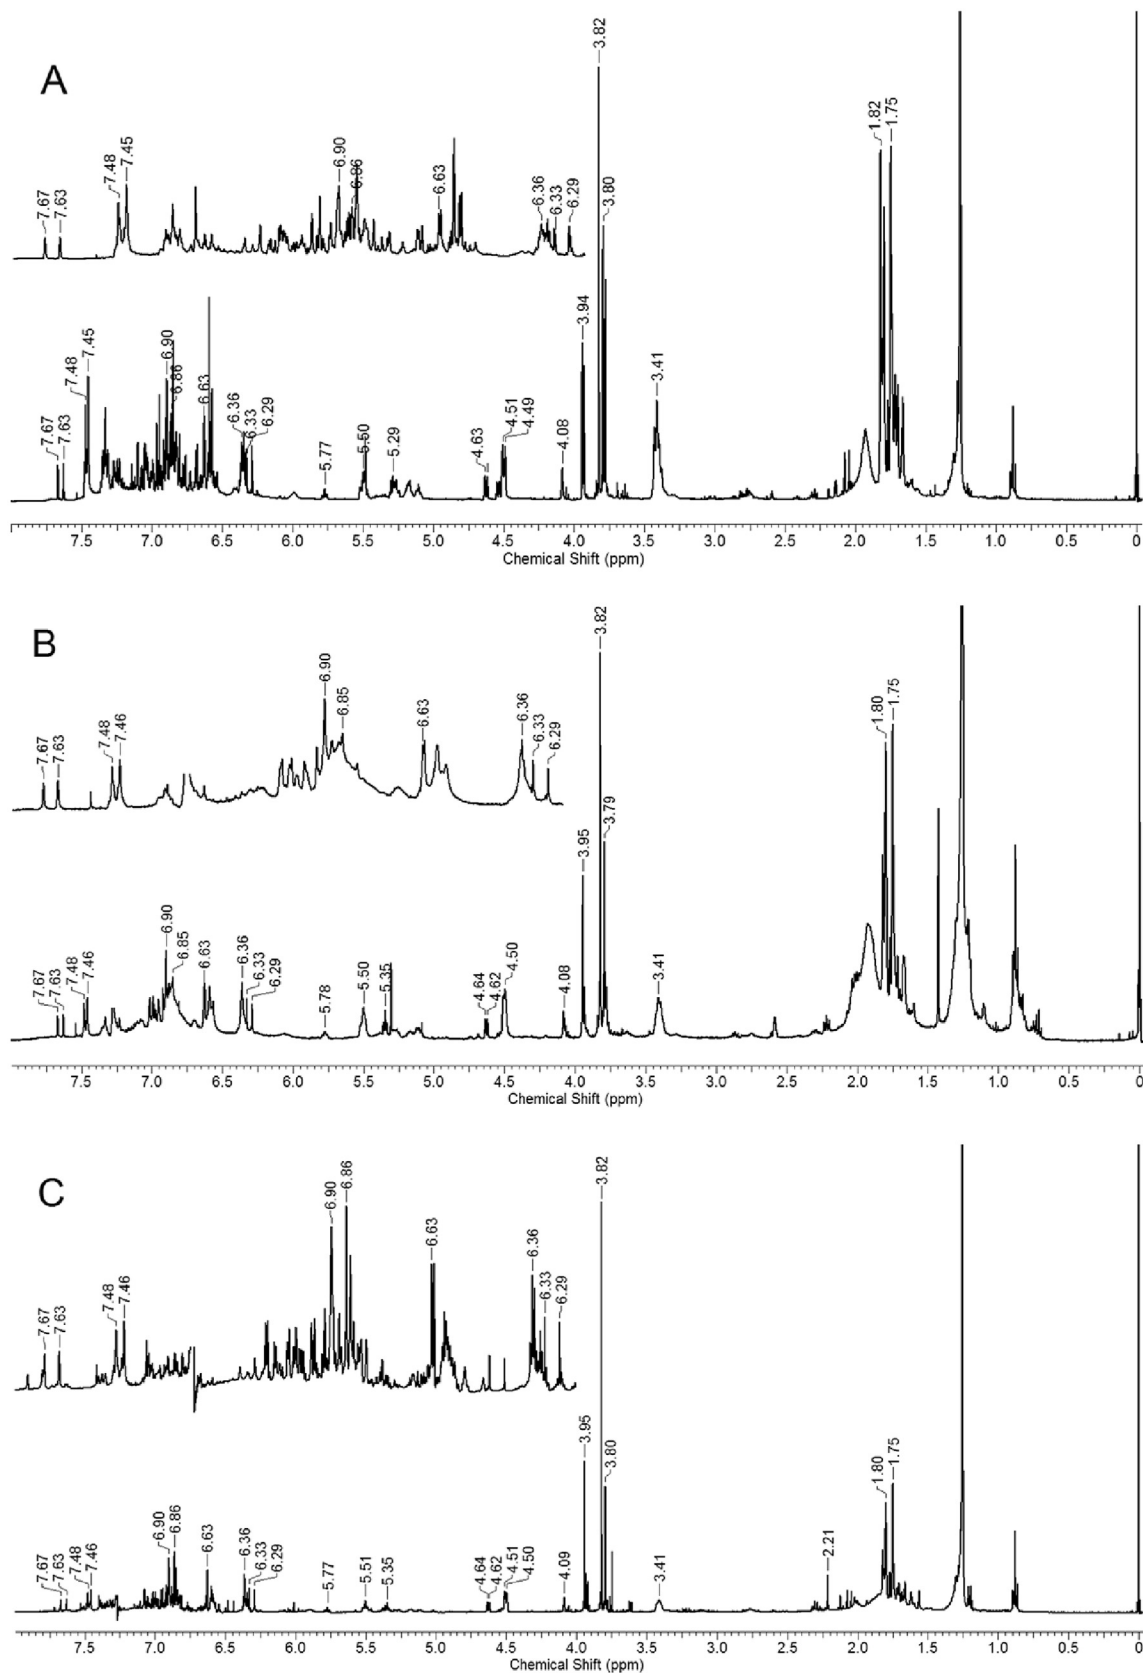 A
7.67 7.63 7.48 7.45 6.90 6.86 6.63 6.36 6.33 6.29
7.67 7.63 7.48 7.45 6.90 6.86 6.63 6.36 6.33 6.29 5.77 5.50 5.29 4.63 4.51 4.49 4.08 3.94 3.82 3.80 3.41 1.82 1.75
7.5 7.0 6.5 6.0 5.5 5.0 4.5 4.0 3.5 3.0 2.5 2.0 1.5 1.0 0.5 0
Chemical Shift (ppm)
B
7.67 7.63 7.48 7.46 6.90 6.85 6.63 6.36 6.33 6.29
7.67 7.63 7.48 7.46 6.90 6.85 6.63 6.36 6.33 6.29 5.78 5.50 5.35 4.64 4.62 4.50 4.08 3.95 3.82 3.79 3.41 1.80 1.75
7.5 7.0 6.5 6.0 5.5 5.0 4.5 4.0 3.5 3.0 2.5 2.0 1.5 1.0 0.5 0
Chemical Shift (ppm)
C
7.67 7.63 7.48 7.46 6.90 6.86 6.63 6.36 6.33 6.29
7.67 7.63 7.48 7.46 6.90 6.86 6.63 6.36 6.33 6.29 5.77 5.51 5.35 4.64 4.62 4.51 4.50 4.09 3.95 3.82 3.80 3.41 2.21 1.80 1.75
7.5 7.0 6.5 6.0 5.5 5.0 4.5 4.0 3.5 3.0 2.5 2.0 1.5 1.0 0.5 0
Chemical Shift (ppm)